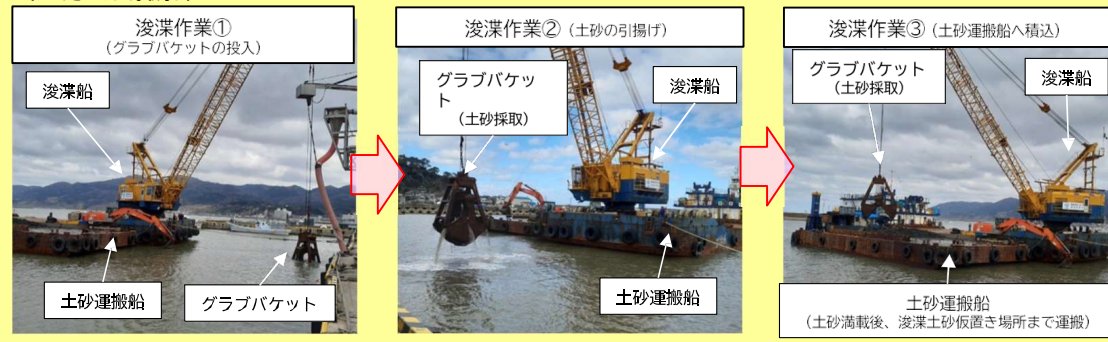 浚渫作業①
（グラブバケットの投入）
浚渫船
土砂運搬船
グラブバケット
浚渫作業②（土砂の引揚げ）
グラブバケッ
ト
（土砂採取）
浚渫船
土砂運搬船
浚渫作業③（土砂運搬船へ積込）
グラブバケット
（土砂採取）
浚渫船
土砂運搬船
（土砂満載後、浚渫土砂仮置き場所まで運搬）